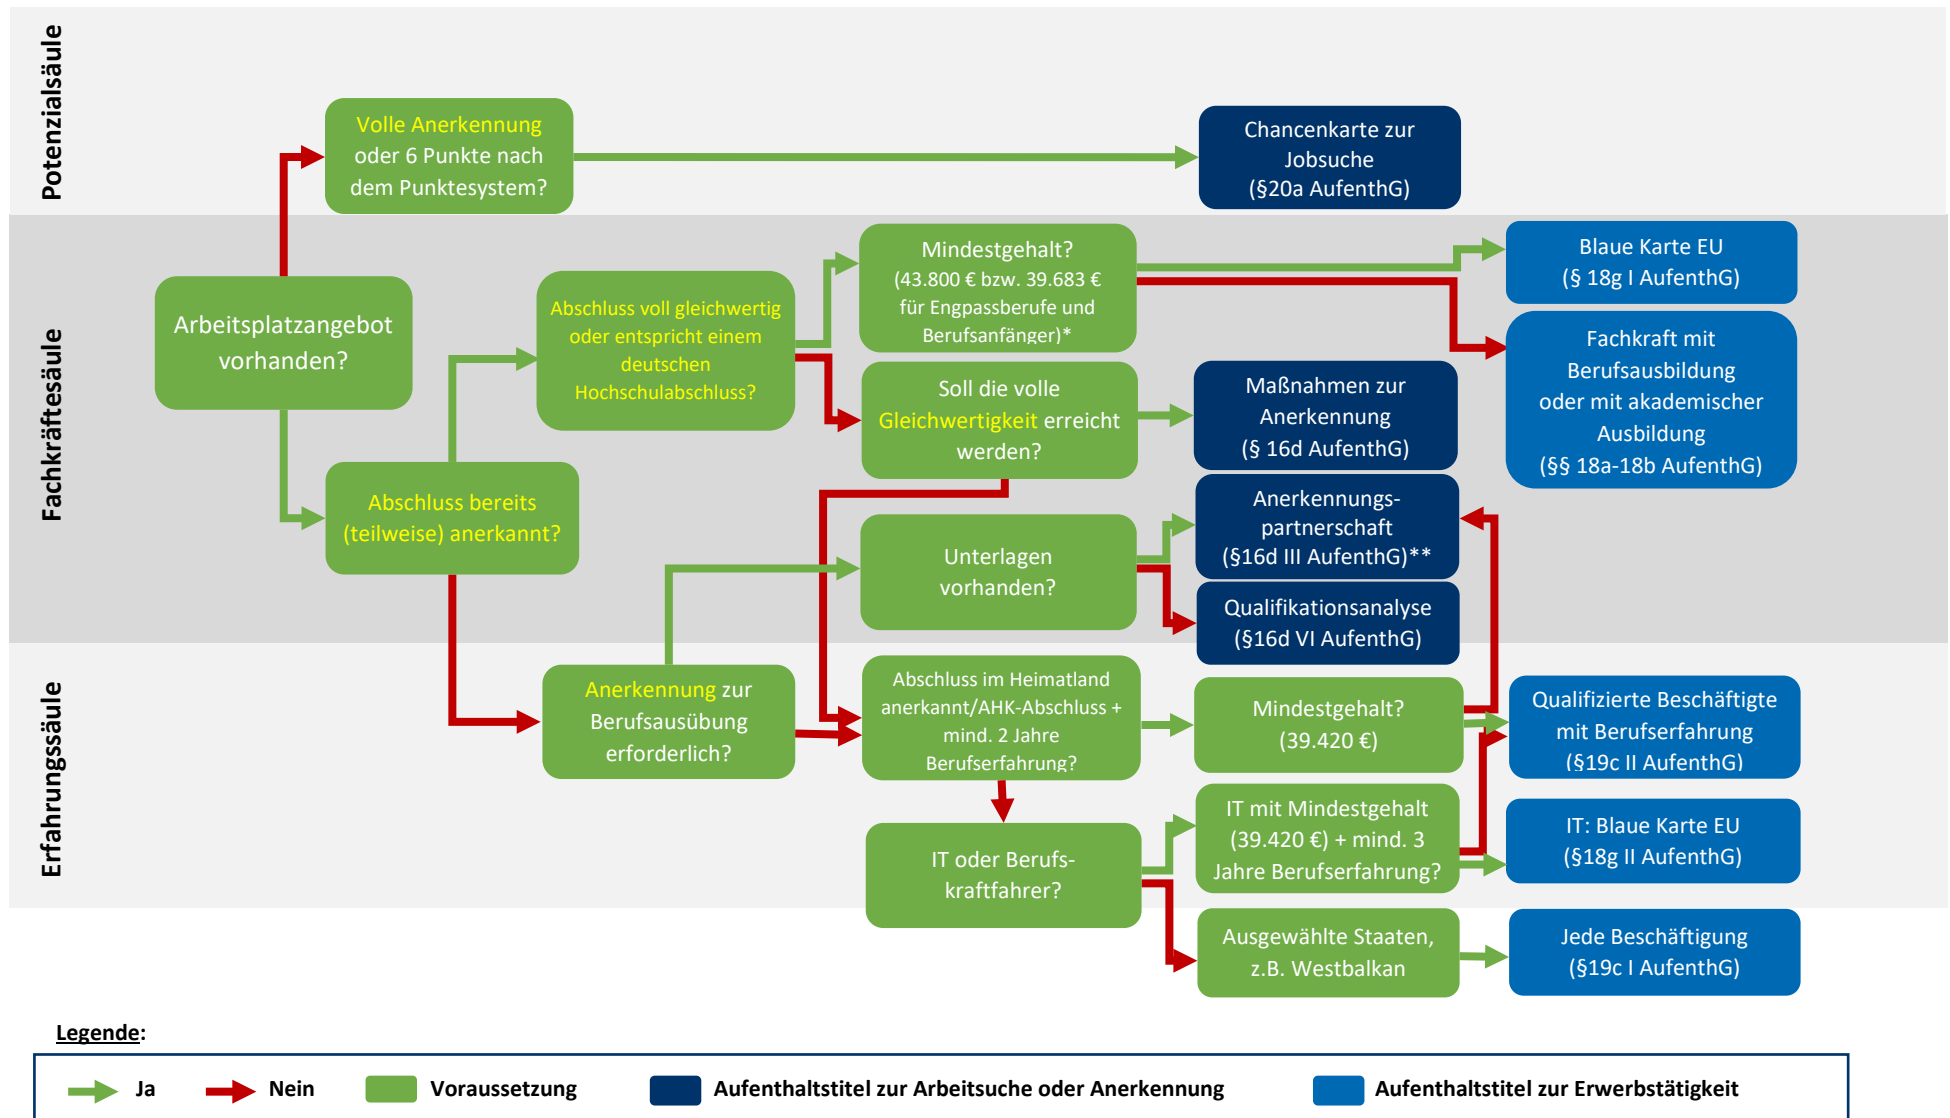 Potenzialsäule
Volle Anerkennung
oder 6 Punkte nach
dem Punktesystem?
Chancenkarte zur
Jobsuche
(§20a AufenthG)
Fachkräftesäule
Arbeitsplatzangebot
vorhanden?
Abschluss voll gleichwertig
oder entspricht einem
deutschen
Hochschulabschluss?
Mindestgehalt?
(43.800 € bzw. 39.683 €
für Engpassberufe und
Berufsanfänger)*
Blaue Karte EU
(§ 18g I AufenthG)
Fachkraft mit
Berufsausbildung
oder mit akademischer
Ausbildung
(§§ 18a-18b AufenthG)
Soll die volle
Gleichwertigkeit erreicht
werden?
Maßnahmen zur
Anerkennung
(§ 16d AufenthG)
Abschluss bereits
(teilweise) anerkannt?
Unterlagen
vorhanden?
Anerkennungs-
partnerschaft
(§16d III AufenthG)**
Qualifikationsanalyse
(§16d VI AufenthG)
Erfahrungssäule
Anerkennung zur
Berufsausübung
erforderlich?
Abschluss im Heimatland
anerkannt/AHK-Abschluss +
mind. 2 Jahre
Berufserfahrung?
Mindestgehalt?
(39.420 €)
Qualifizierte Beschäftigte
mit Berufserfahrung
(§19c II AufenthG)
IT oder Berufs-
kraftfahrer?
IT mit Mindestgehalt
(39.420 €) + mind. 3
Jahre Berufserfahrung?
IT: Blaue Karte EU
(§18g II AufenthG)
Ausgewählte Staaten,
z.B. Westbalkan
Jede Beschäftigung
(§19c I AufenthG)
Legende:
Ja
Nein
Voraussetzung
Aufenthaltstitel zur Arbeitsuche oder Anerkennung
Aufenthaltstitel zur Erwerbstätigkeit